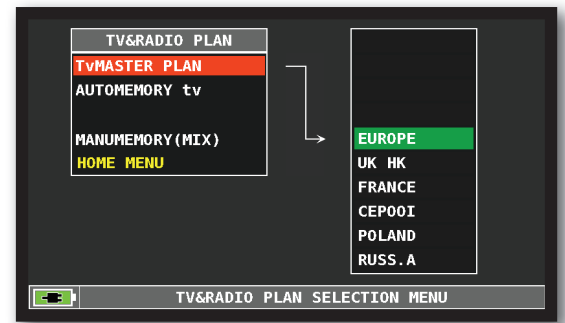 TV&RADIO PLAN
TvMASTER PLAN
AUTOMEMORY tv
MANUMEMORY(MIX)
HOME MENU
EUROPE
UK HK
FRANCE
CEPOOI
POLAND
RUSS.A
TV&RADIO PLAN SELECTION MENU